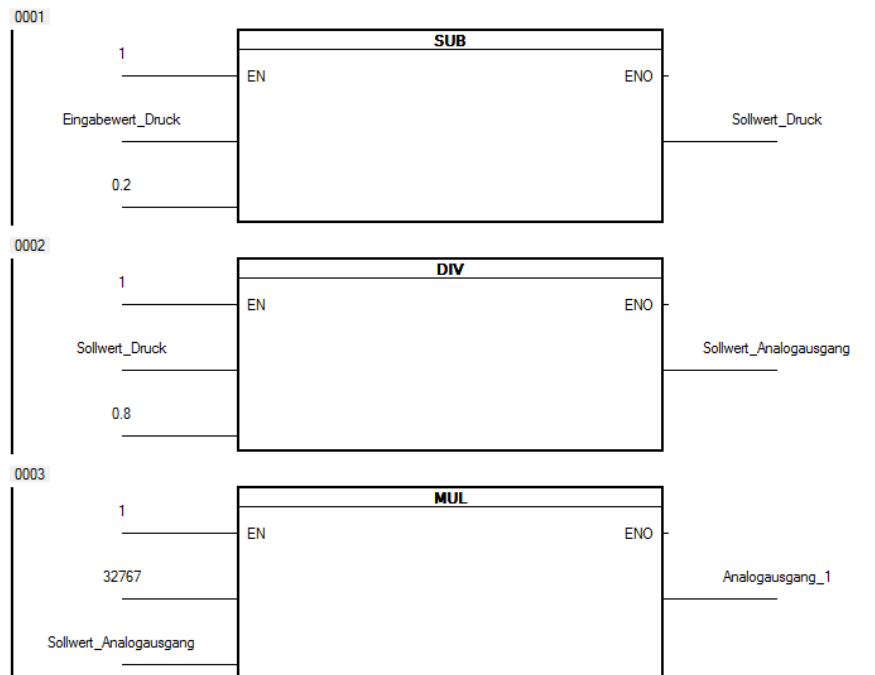 0001
SUB
1
EN
ENO
Eingabewert_Druck
Sollwert_Druck
0.2
0002
DIV
1
EN
ENO
Sollwert_Druck
Sollwert_Analogausgang
0.8
0003
MUL
1
EN
ENO
32767
Analogausgang_1
Sollwert_Analogausgang